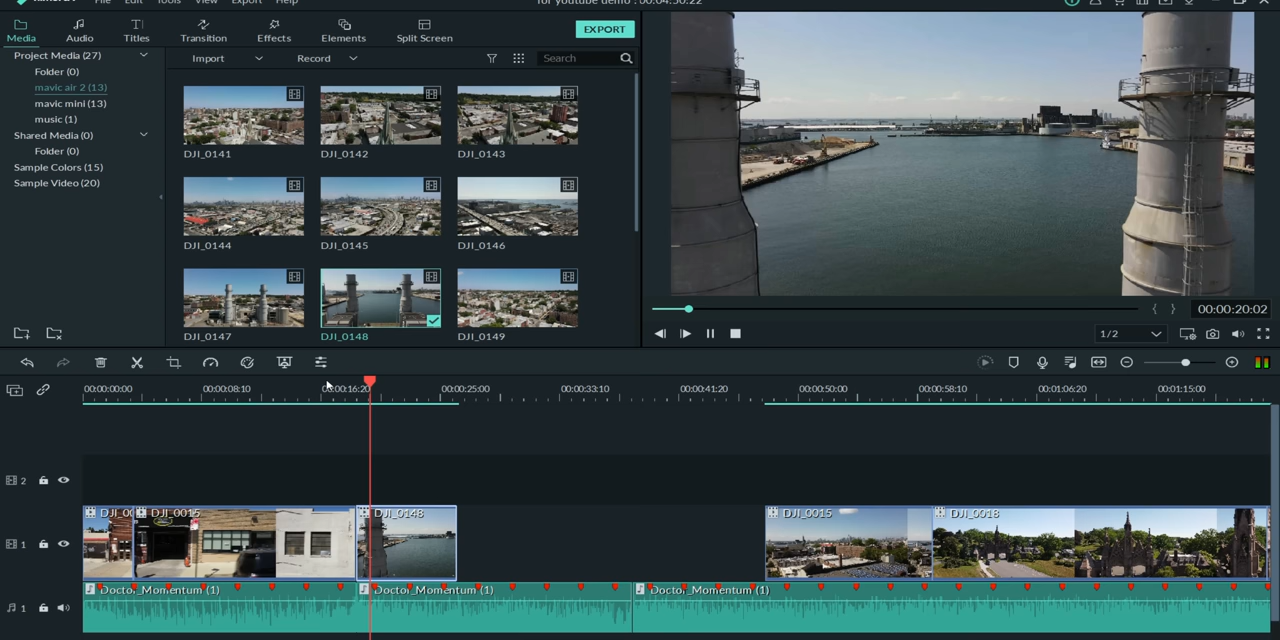 File Edit Tools View Export Help
for youtube demo : 00:04:50:22
Media Audio Titles Transition Effects Elements Split Screen
EXPORT
Project Media (27)
Folder (0)
mavic air 2 (13)
mavic mini (13)
music (1)
Shared Media (0)
Folder (0)
Sample Colors (15)
Sample Video (20)
Import Record Search
DJI_0141 DJI_0142 DJI_0143
DJI_0144 DJI_0145 DJI_0146
DJI_0147 DJI_0148 DJI_0149
00:00:20:02
1/2
00:00:00:00 00:00:08:10 00:00:16:20 00:00:25:00 00:00:33:10 00:00:41:20 00:00:50:00 00:00:58:10 00:01:06:20 00:01:15:00
2
1 DJI_00 DJI_0015 DJI_0148 DJI_0015 DJI_0018
1 Doctor_Momentum (1) Doctor_Momentum (1) Doctor_Momentum (1)